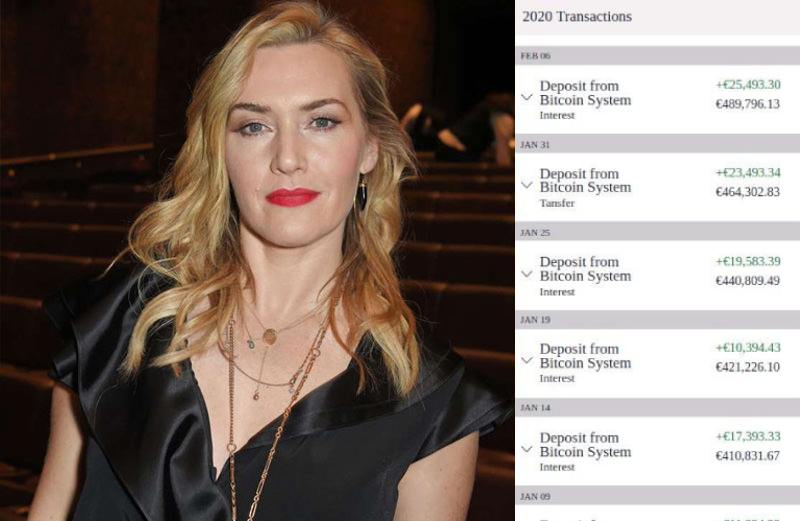 2020 Transactions
FEB 06
Deposit from +€25,493.30
Bitcoin System €489,796.13
Interest
JAN 31
Deposit from +€23,493.34
Bitcoin System €464,302.83
Tansfer
JAN 25
Deposit from +€19,583.39
Bitcoin System €440,809.49
Interest
JAN 19
Deposit from +€10,394.43
Bitcoin System €421,226.10
Interest
JAN 14
Deposit from +€17,393.33
Bitcoin System €410,831.67
Interest
JAN 09